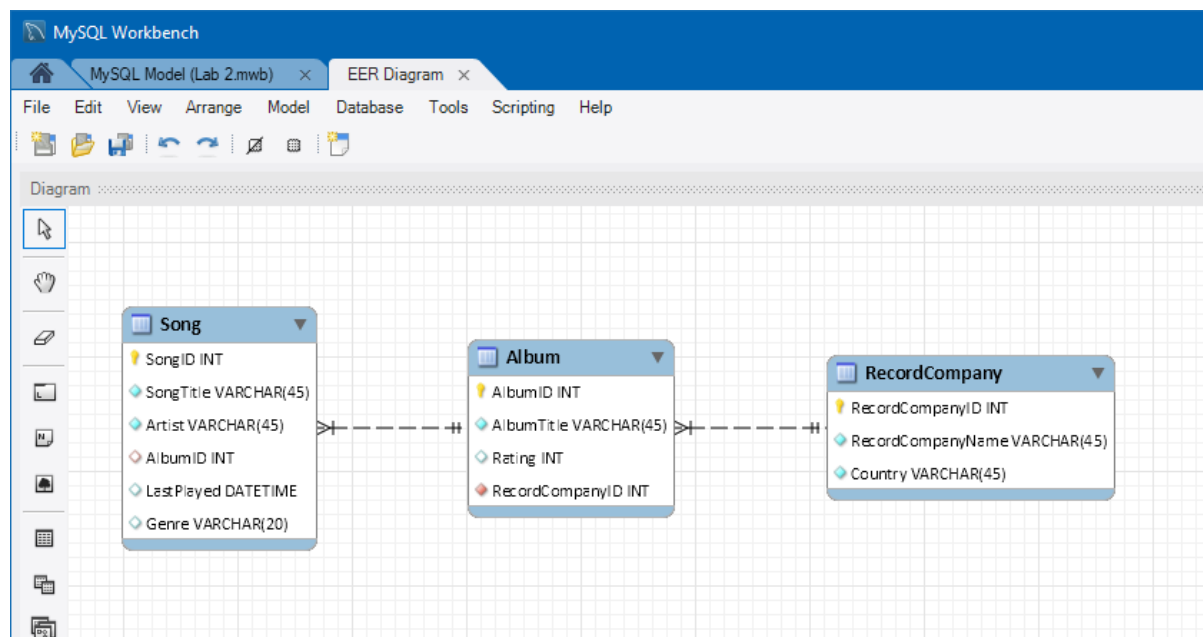 MySQL Workbench
MySQL Model (Lab 2.mwb)
EER Diagram
File Edit View Arrange Model Database Tools Scripting Help
Diagram
Song
SongID INT
SongTitle VARCHAR(45)
Artist VARCHAR(45)
AlbumID INT
LastPlayed DATETIME
Genre VARCHAR(20)
Album
AlbumID INT
AlbumTitle VARCHAR(45)
Rating INT
RecordCompanyID INT
RecordCompany
RecordCompanyID INT
RecordCompanyName VARCHAR(45)
Country VARCHAR(45)